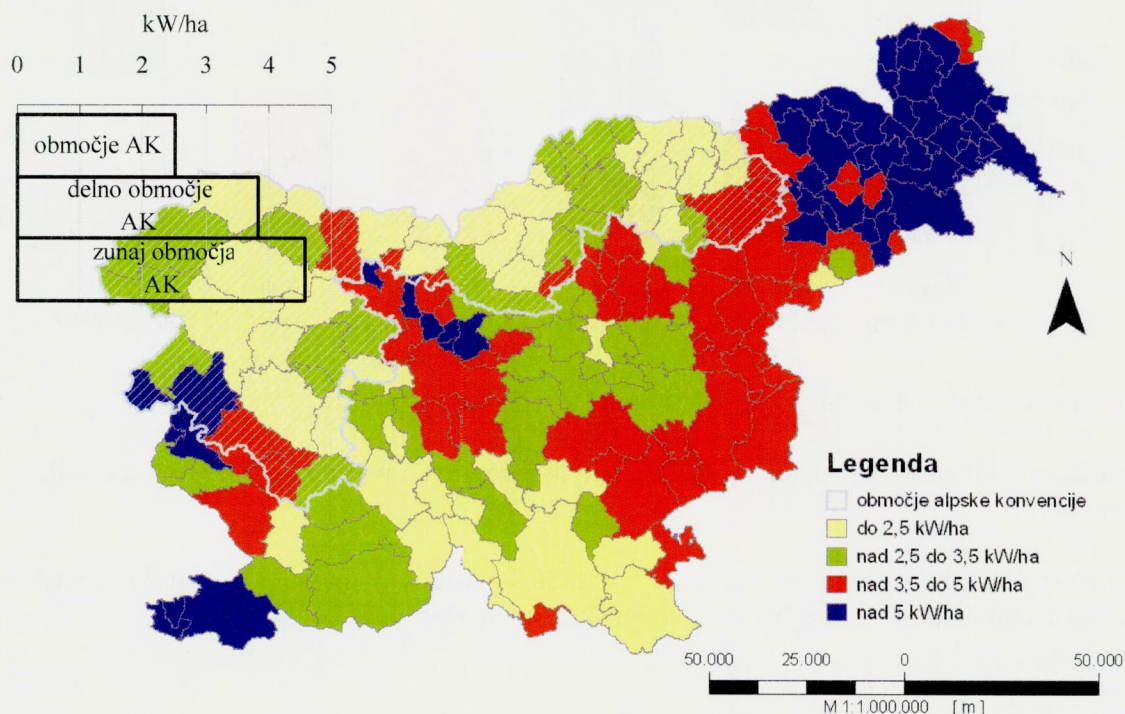 kW/ha
0 1 2 3 4 5
območje AK
delno območje
AK
zunaj območja
AK
N
Legenda
območje alpske konvencije
do 2,5 kW/ha
nad 2,5 do 3,5 kW/ha
nad 3,5 do 5 kW/ha
nad 5 kW/ha
50.000 25.000 0 50.000
M 1:1.000.000 [ m ]